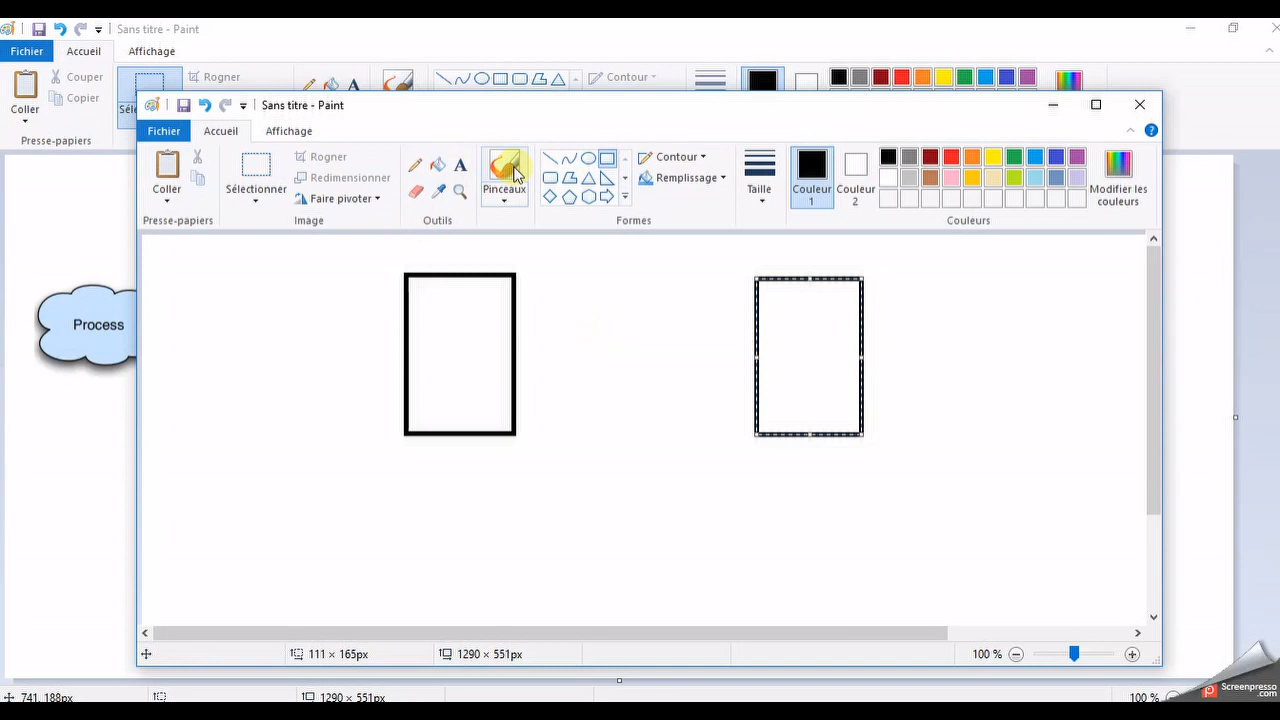 Sans titre - Paint
Fichier Accueil Affichage
Coller Couper
Copier
Rogner
Contour
Presse-papiers
Sans titre - Paint
Fichier Accueil Affichage
Coller
Sélectionner
Rogner
Redimensionner
Faire pivoter
A
Pinceaux
Contour
Remplissage
Taille
Couleur 1
Couleur 2
Modifier les couleurs
Presse-papiers Image Outils Formes Couleurs
Process
111 × 165px 1290 × 551px 100 %
741, 188px 1290 × 551px 100 %
Screenpresso
.com